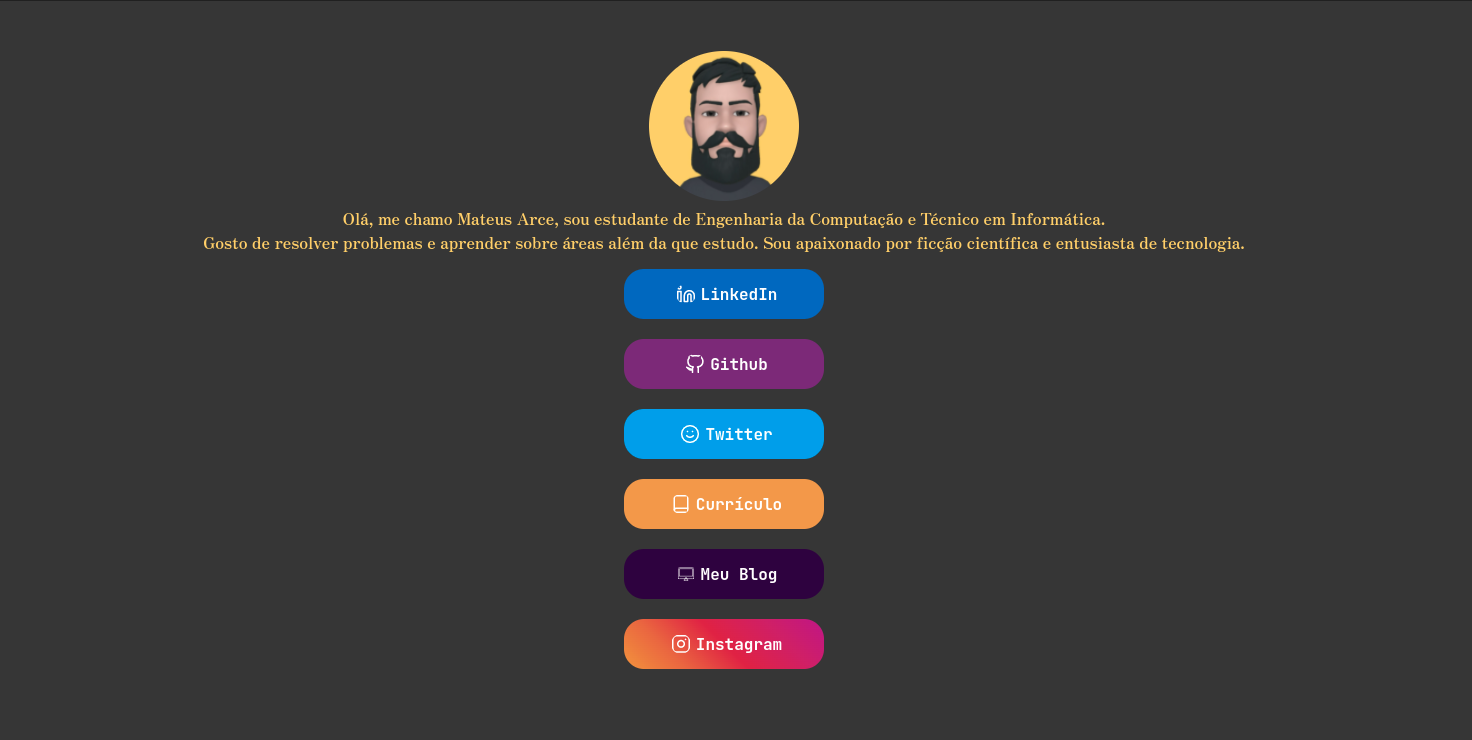 Olá, me chamo Mateus Arce, sou estudante de Engenharia da Computação e Técnico em Informática.
Gosto de resolver problemas e aprender sobre áreas além da que estudo. Sou apaixonado por ficção científica e entusiasta de tecnologia.
LinkedIn
Github
Twitter
Currículo
Meu Blog
Instagram